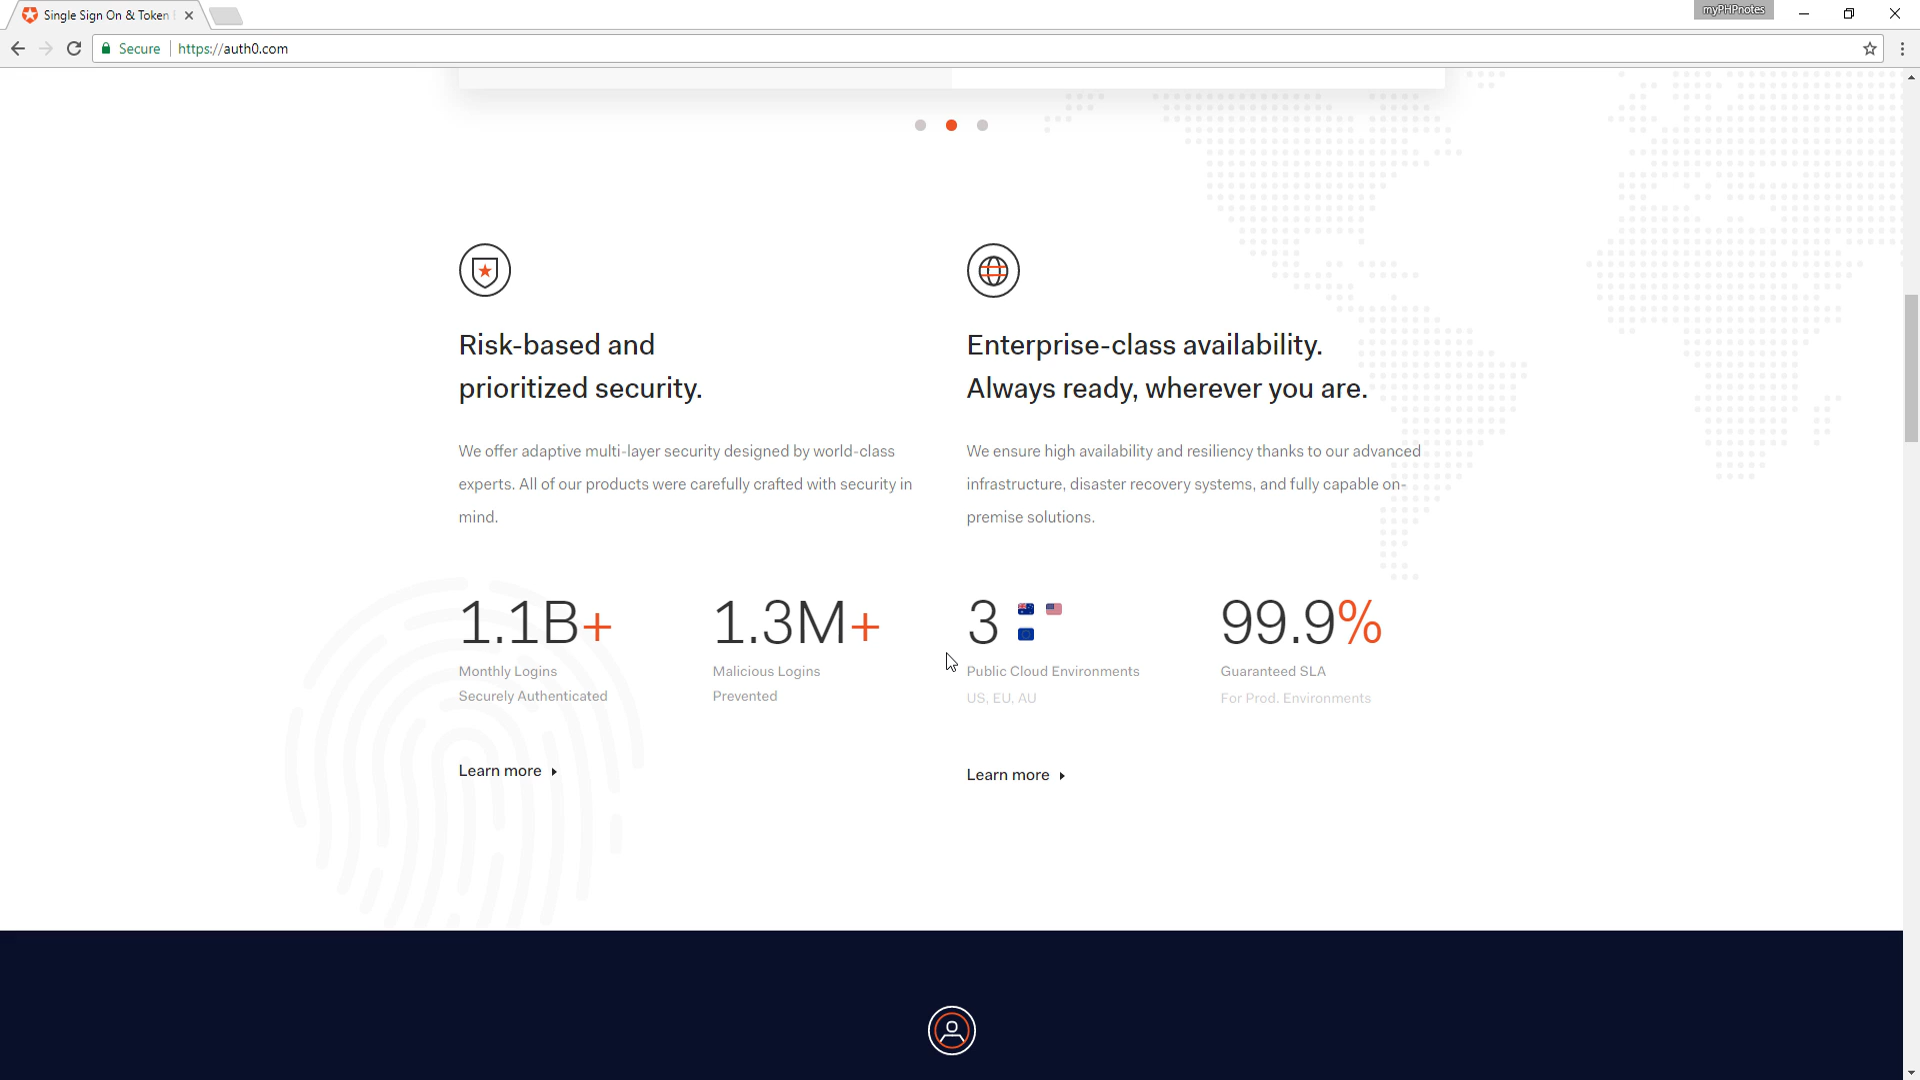 Single Sign On & Token
myPHPnotes
Secure
https://auth0.com
Risk-based and
prioritized security.
We offer adaptive multi-layer security designed by world-class
experts. All of our products were carefully crafted with security in
mind.
1.1B+
Monthly Logins
Securely Authenticated
1.3M+
Malicious Logins
Prevented
Learn more
Enterprise-class availability.
Always ready, wherever you are.
We ensure high availability and resiliency thanks to our advanced
infrastructure, disaster recovery systems, and fully capable on-
premise solutions.
3
Public Cloud Environments
US, EU, AU
99.9%
Guaranteed SLA
For Prod. Environments
Learn more